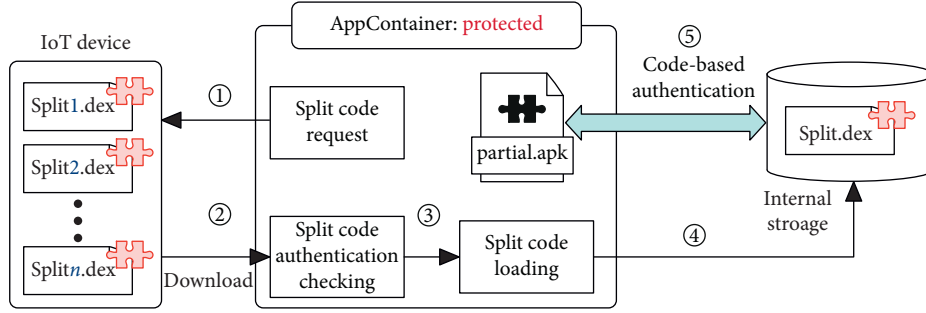 AppContainer: protected
IoT device
Split1.dex
Split2.dex
Splitn.dex
①
Split code
request
②
Download
Split code
authentication
checking
③
Split code
loading
partial.apk
④
⑤
Code-based
authentication
Split.dex
Internal
stroage